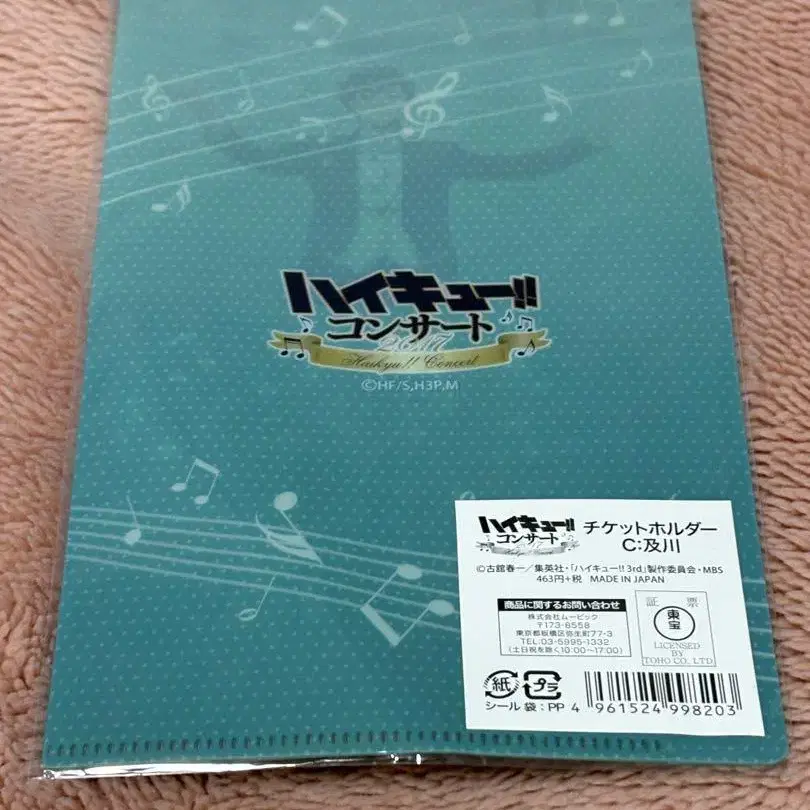 ハイキュー!!
コンサート
2017
Haikyu!! Concert
©HF/S,H3P,M
ハイキュー!!
コンサート
2017
Haikyu!! Concert
チケットホルダー
C:及川
©古舘春一/集英社・「ハイキュー!! 3rd」製作委員会・MBS
463円+税 MADE IN JAPAN
商品に関するお問い合わせ
株式会社ムービック
〒173-8558
東京都板橋区弥生町77-3
TEL:03-5995-1332
(土日祝を除く10:00~17:00)
証票
東宝
LICENSED
BY
TOHO CO., LTD.
紙 プラ
シール 袋:PP
4 961524 998203